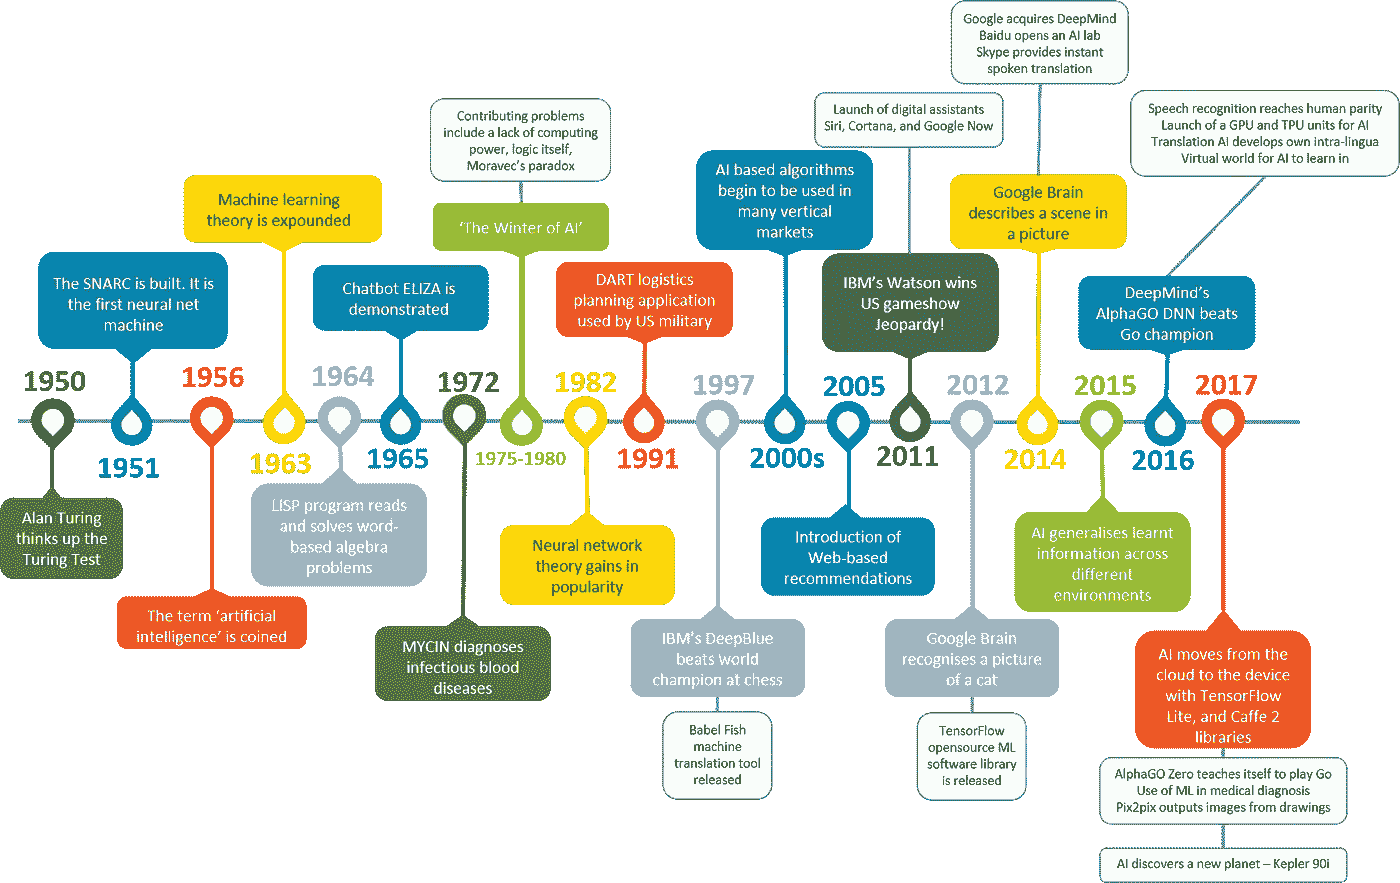 1950
Alan Turing
thinks up the
Turing Test
The SNARC is built. It is
the first neural net
machine
1951
1956
The term ‘artificial
intelligence’ is coined
Machine learning
theory is expounded
1963
1964
LISP program reads
and solves word-
based algebra
problems
Chatbot ELIZA is
demonstrated
1965
1972
MYCIN diagnoses
infectious blood
diseases
Contributing problems
include a lack of computing
power, logic itself,
Moravec’s paradox
‘The Winter of AI’
1975-1980
1982
Neural network
theory gains in
popularity
DART logistics
planning application
used by US military
1991
1997
IBM’s DeepBlue
beats world
champion at chess
Babel Fish
machine
translation tool
released
AI based algorithms
begin to be used in
many vertical
markets
2000s
2005
Introduction of
Web-based
recommendations
Launch of digital assistants
Siri, Cortana, and Google Now
IBM’s Watson wins
US gameshow
Jeopardy!
2011
2012
Google Brain
recognises a picture
of a cat
TensorFlow
opensource ML
software library
is released
Google acquires DeepMind
Baidu opens an AI lab
Skype provides instant
spoken translation
Google Brain
describes a scene in
a picture
2014
2015
AI generalises learnt
information across
different
environments
Speech recognition reaches human parity
Launch of a GPU and TPU units for AI
Translation AI develops own intra-lingua
Virtual world for AI to learn in
DeepMind’s
AlphaGO DNN beats
Go champion
2016
2017
AI moves from the
cloud to the device
with TensorFlow
Lite, and Caffe 2
libraries
AlphaGO Zero teaches itself to play Go
Use of ML in medical diagnosis
Pix2pix outputs images from drawings
AI discovers a new planet – Kepler 90i